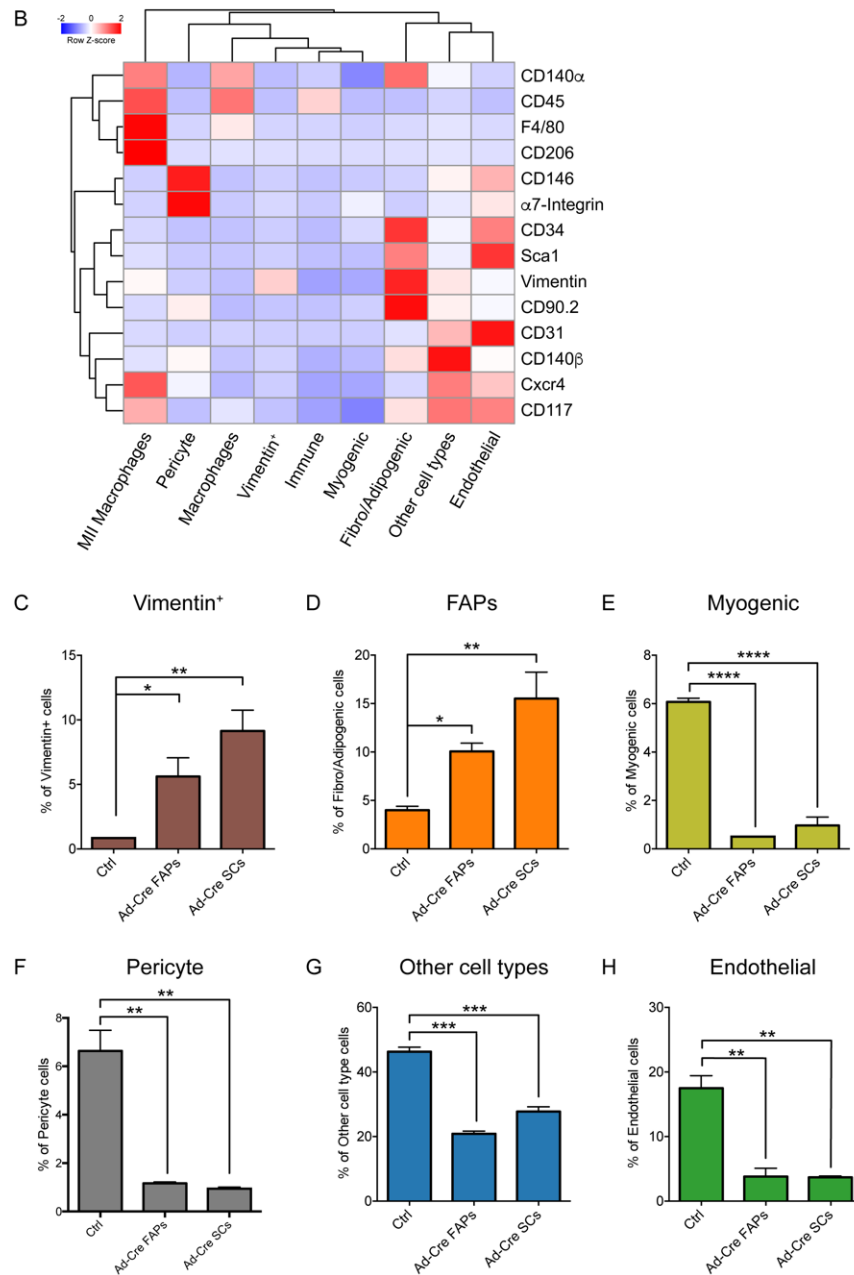 B
-2 0 2
Row Z-score
CD140α
CD45
F4/80
CD206
CD146
α7-Integrin
CD34
Sca1
Vimentin
CD90.2
CD31
CD140β
Cxcr4
CD117
MII Macrophages
Pericyte
Macrophages
Vimentin⁺
Immune
Myogenic
Fibro/Adipogenic
Other cell types
Endothelial
C Vimentin⁺
% of Vimentin+ cells
15
10
5
0
**
*
Ctrl
Ad-Cre FAPs
Ad-Cre SCs
D FAPs
% of Fibro/Adipogenic cells
20
15
10
5
0
**
*
Ctrl
Ad-Cre FAPs
Ad-Cre SCs
E Myogenic
% of Myogenic cells
8
6
4
2
0
****
****
Ctrl
Ad-Cre FAPs
Ad-Cre SCs
F Pericyte
% of Pericyte cells
8
6
4
2
0
**
**
Ctrl
Ad-Cre FAPs
Ad-Cre SCs
G Other cell types
% of Other cell type cells
60
40
20
0
***
***
Ctrl
Ad-Cre FAPs
Ad-Cre SCs
H Endothelial
% of Endothelial cells
30
20
10
0
**
**
Ctrl
Ad-Cre FAPs
Ad-Cre SCs